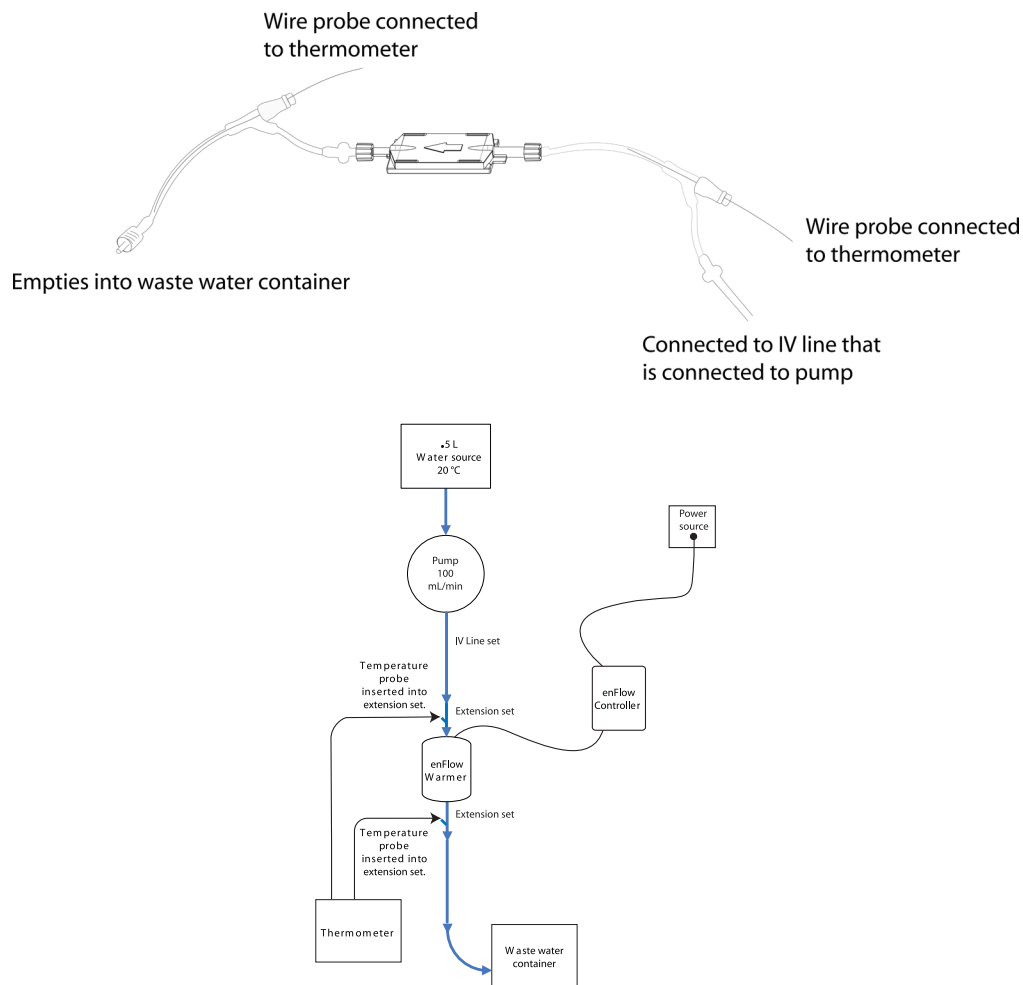 Wire probe connected
to thermometer
Wire probe connected
to thermometer
Empties into waste water container
Connected to IV line that
is connected to pump
.5 L
Water source
20 °C
Power
source
Pump
100
mL/min
IV Line set
Temperature
probe
inserted into
extension set.
Extension set
enFlow
Controller
enFlow
Warmer
Extension set
Temperature
probe
inserted into
extension set.
Thermometer
Waste water
container